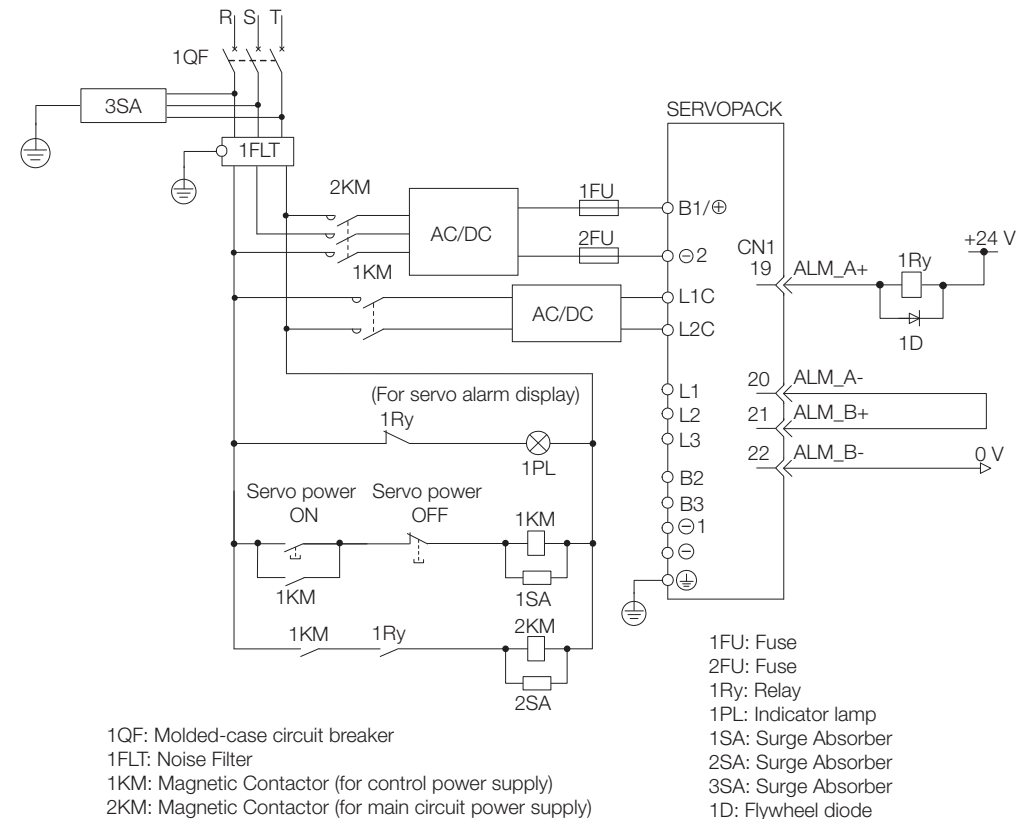 R S T
1QF
3SA
SERVOPACK
1FLT
2KM
1FU
B1/⊕
AC/DC
2FU
+24 V
1KM
⊖2
CN1
19 ALM_A+
1Ry
L1C
AC/DC
L2C
1D
20 ALM_A-
(For servo alarm display)
L1
1Ry
L2
21 ALM_B+
L3
1PL
22 ALM_B-
0 V
B2
Servo power
ON
Servo power
OFF
B3
1KM
⊖1
⊖
1KM
1SA
1KM
1Ry
2KM
2SA
1QF: Molded-case circuit breaker
1FLT: Noise Filter
1KM: Magnetic Contactor (for control power supply)
2KM: Magnetic Contactor (for main circuit power supply)
1FU: Fuse
2FU: Fuse
1Ry: Relay
1PL: Indicator lamp
1SA: Surge Absorber
2SA: Surge Absorber
3SA: Surge Absorber
1D: Flywheel diode